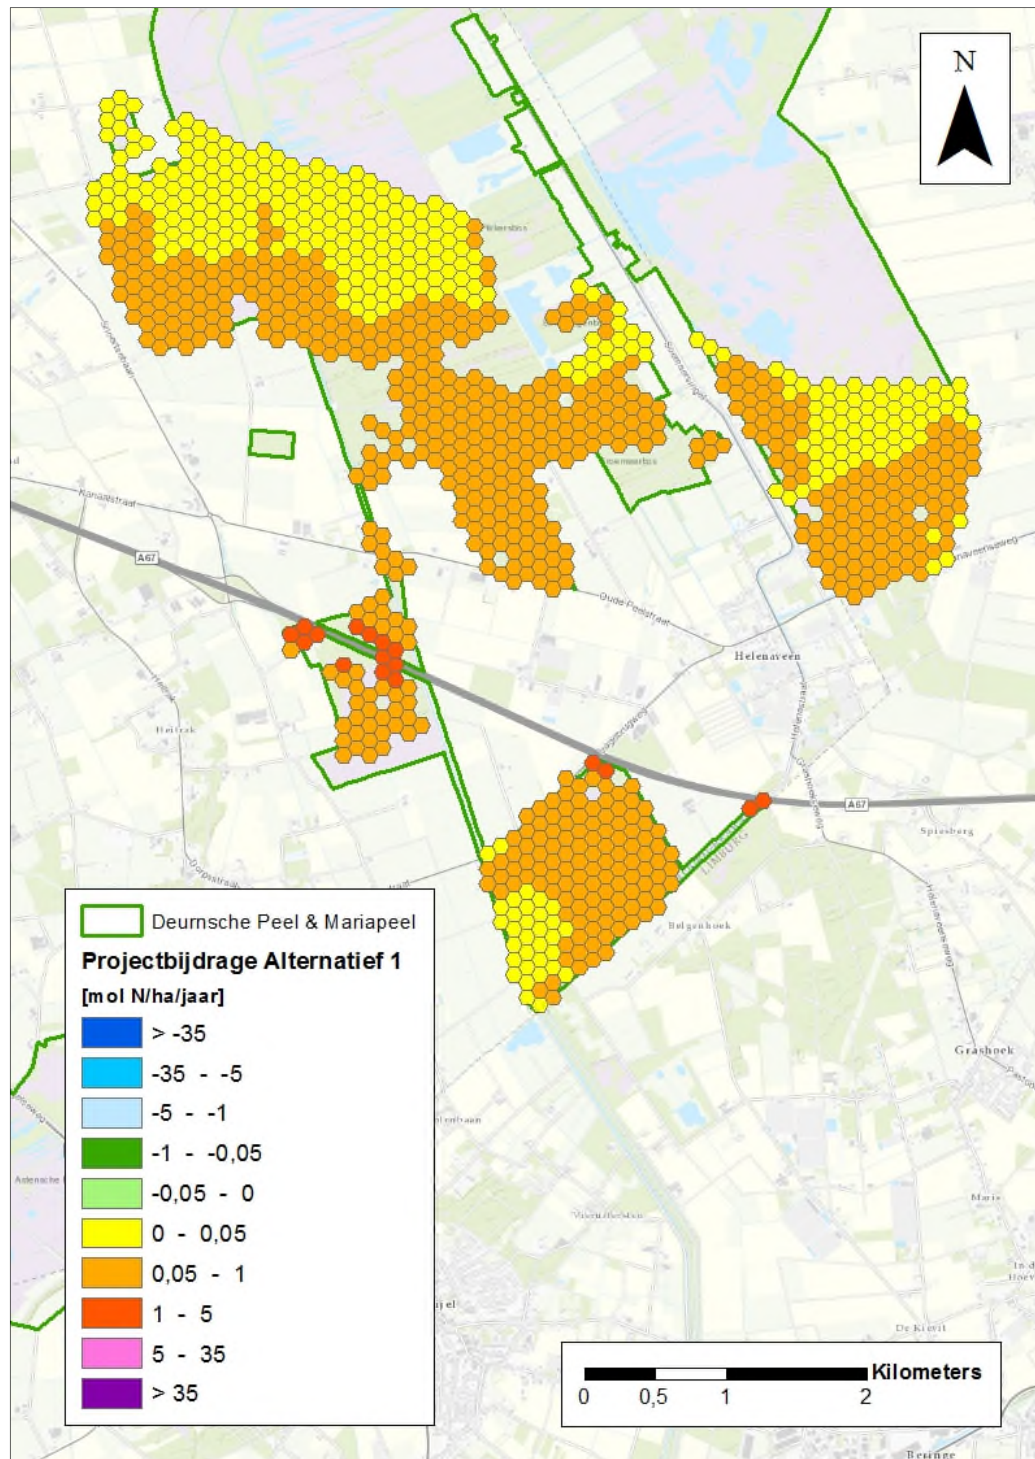 N
Kanaalstraat
A67
Oude Peelstraat
Helenaveen
Heitrak
A67
Spiesberg
LIMBURG
Belgenhoek
Grashoek
Maris
De Kievit
Beringe
Deurnsche Peel & Mariapeel
Projectbijdrage Alternatief 1
[mol N/ha/jaar]
> -35
-35 - -5
-5 - -1
-1 - -0,05
-0,05 - 0
0 - 0,05
0,05 - 1
1 - 5
5 - 35
> 35
Kilometers
0 0,5 1 2